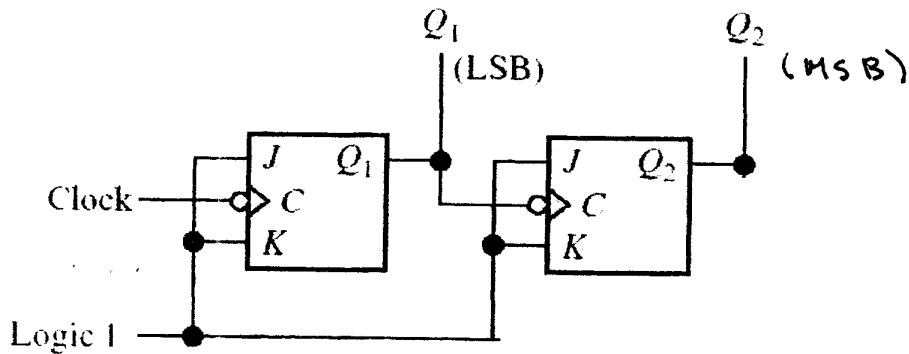 Q₁ Q₂
(LSB) (MSB)
J Q₁ J Q₂
Clock C C
K K
Logic 1